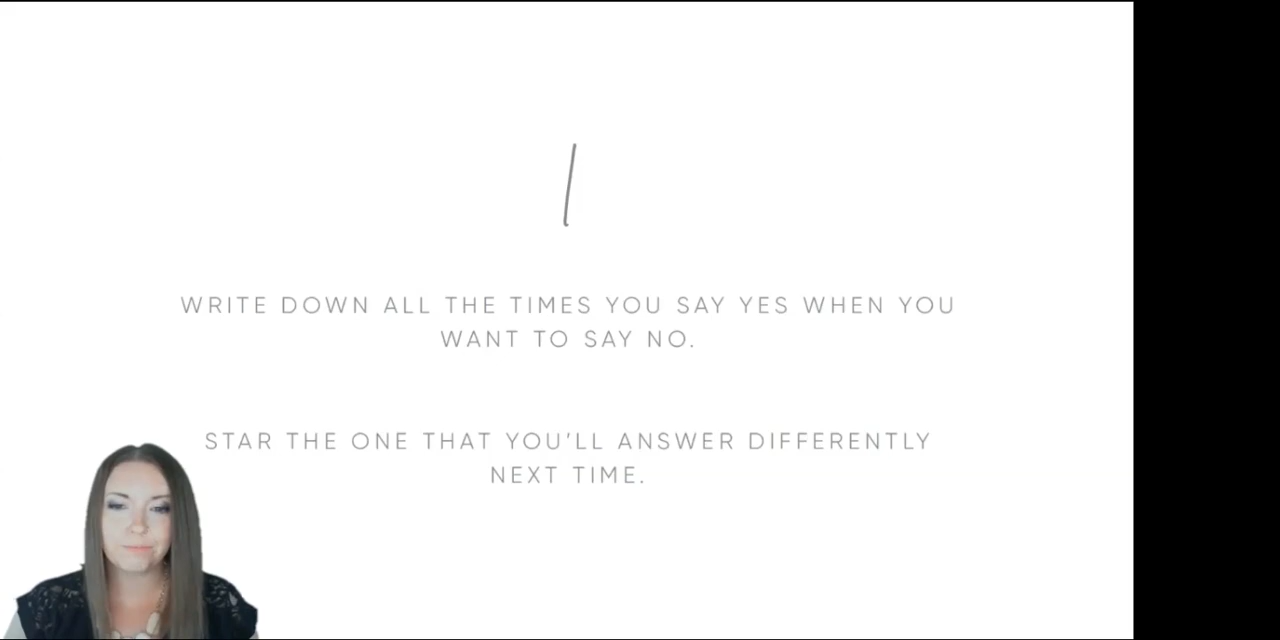 1
WRITE DOWN ALL THE TIMES YOU SAY YES WHEN YOU
WANT TO SAY NO.
STAR THE ONE THAT YOU'LL ANSWER DIFFERENTLY
NEXT TIME.